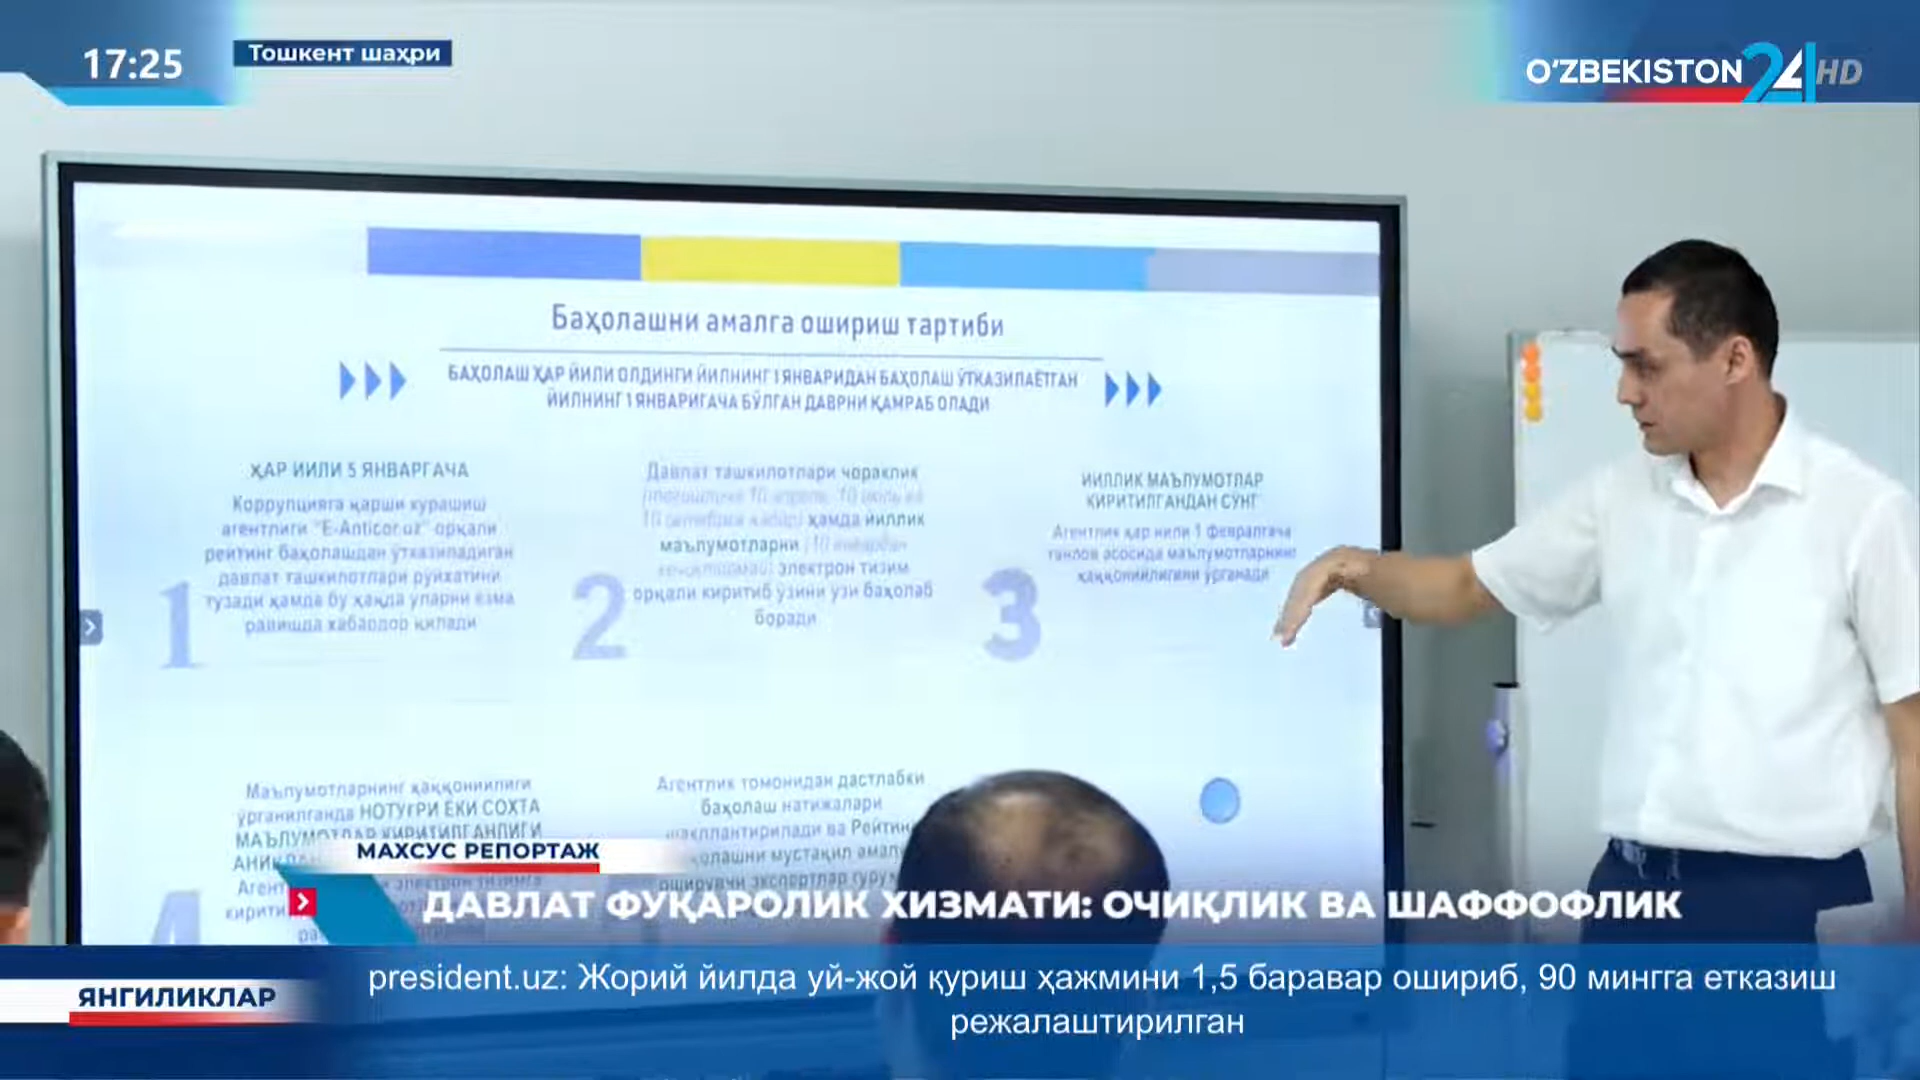 17:25
Тошкент шаҳри
O‘ZBEKISTON 24 HD
Баҳолашни амалга ошириш тартиби
БАҲОЛАШ ҲАР ЙИЛИ ОЛДИНГИ ЙИЛНИНГ 1 ЯНВАРИДАН БАҲОЛАШ ЎТКАЗИЛАЁТГАН
ЙИЛНИНГ 1 ЯНВАРИГАЧА БЎЛГАН ДАВРНИ ҚАМРАБ ОЛАДИ
ҲАР ЙИЛИ 5 ЯНВАРГАЧА
Коррупцияга қарши курашиш
агентлиги "E-Anticor.uz" орқали
рейтинг баҳолашдан ўтказиладиган
давлат ташкилотлари рўйхатини
тузади ҳамда бу ҳақда уларни ёзма
равишда хабардор қилади
1
Давлат ташкилотлари чораклик
ҳамда йиллик
маълумотларни
электрон тизим
орқали киритиб ўзини ўзи баҳолаб
боради
2
ЙИЛЛИК МАЪЛУМОТЛАР
КИРИТИЛГАНДАН СЎНГ
Агентлик ҳар йили 1 февралгача
танлов асосида маълумотларнинг
ҳаққонийлигини ўрганади
3
Маълумотларнинг ҳаққонийлиги
ўрганилганда НОТЎҒРИ ЁКИ СОХТА
МАЪЛУМОТЛАР КИРИТИЛГАНЛИГИ
4
Агентлик томонидан дастлабки
баҳолаш натижалари
шакллантирилади ва
МАХСУС РЕПОРТАЖ
ДАВЛАТ ФУҚАРОЛИК ХИЗМАТИ: ОЧИҚЛИК ВА ШАФФОФЛИК
ЯНГИЛИКЛАР
president.uz: Жорий йилда уй-жой қуриш ҳажмини 1,5 баравар ошириб, 90 мингга етказиш
режалаштирилган